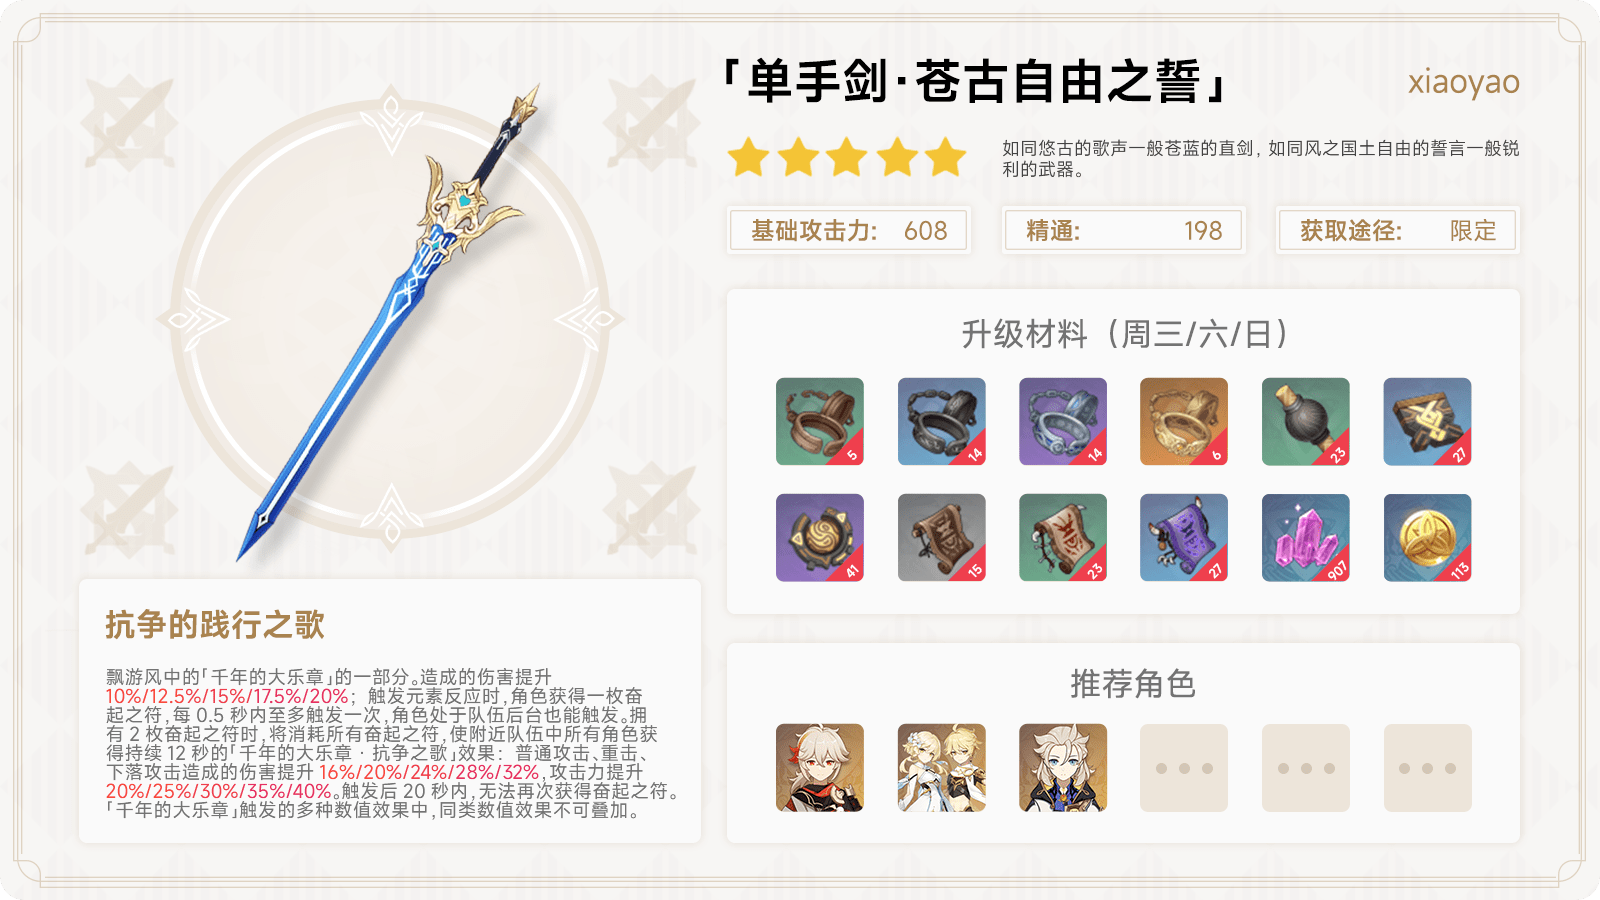 「单手剑·苍古自由之誓」
xiaoyao
如同悠古的歌声一般苍蓝的直剑, 如同风之国土自由的誓言一般锐
利的武器。
基础攻击力: 608
精通: 198
获取途径: 限定
升级材料（周三/六/日）
5
14
14
6
23
27
41
15
23
27
907
113
抗争的践行之歌
飘游风中的「千年的大乐章」的一部分。造成的伤害提升
10%/12.5%/15%/17.5%/20%；触发元素反应时,角色获得一枚奋
起之符,每 0.5 秒内至多触发一次,角色处于队伍后台也能触发。拥
有 2 枚奋起之符时,将消耗所有奋起之符,使附近队伍中所有角色获
得持续 12 秒的「千年的大乐章 · 抗争之歌」效果：普通攻击、重击、
下落攻击造成的伤害提升 16%/20%/24%/28%/32%,攻击力提升
20%/25%/30%/35%/40%。触发后 20 秒内,无法再次获得奋起之符。
「千年的大乐章」触发的多种数值效果中,同类数值效果不可叠加。
推荐角色